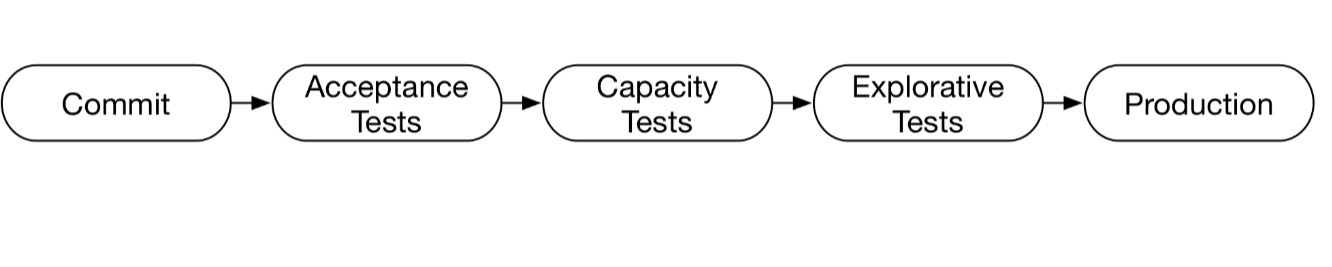 Commit
Acceptance
Tests
Capacity
Tests
Explorative
Tests
Production